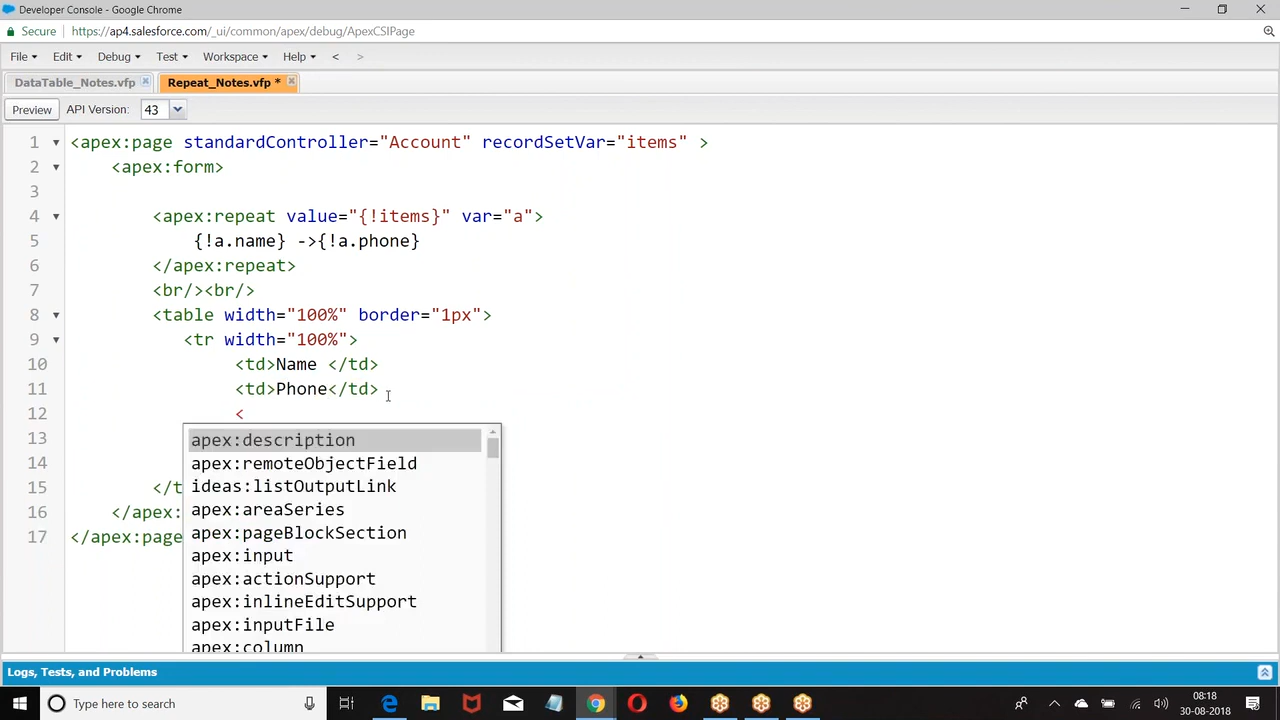 Developer Console - Google Chrome
Secure https://ap4.salesforce.com/_ui/common/apex/debug/ApexCSIPage
File Edit Debug Test Workspace Help < >
DataTable_Notes.vfp Repeat_Notes.vfp *
Preview API Version: 43
1 <apex:page standardController="Account" recordSetVar="items" >
2 <apex:form>
3
4 <apex:repeat value="{!items}" var="a">
5 {!a.name} ->{!a.phone}
6 </apex:repeat>
7 <br/><br/>
8 <table width="100%" border="1px">
9 <tr width="100%">
10 <td>Name </td>
11 <td>Phone</td>
12 <
13
14
15 </t
16 </apex:
17 </apex:page
apex:description
apex:remoteObjectField
ideas:listOutputLink
apex:areaSeries
apex:pageBlockSection
apex:input
apex:actionSupport
apex:inlineEditSupport
apex:inputFile
apex:column
Logs, Tests, and Problems
Type here to search
08:18
30-08-2018